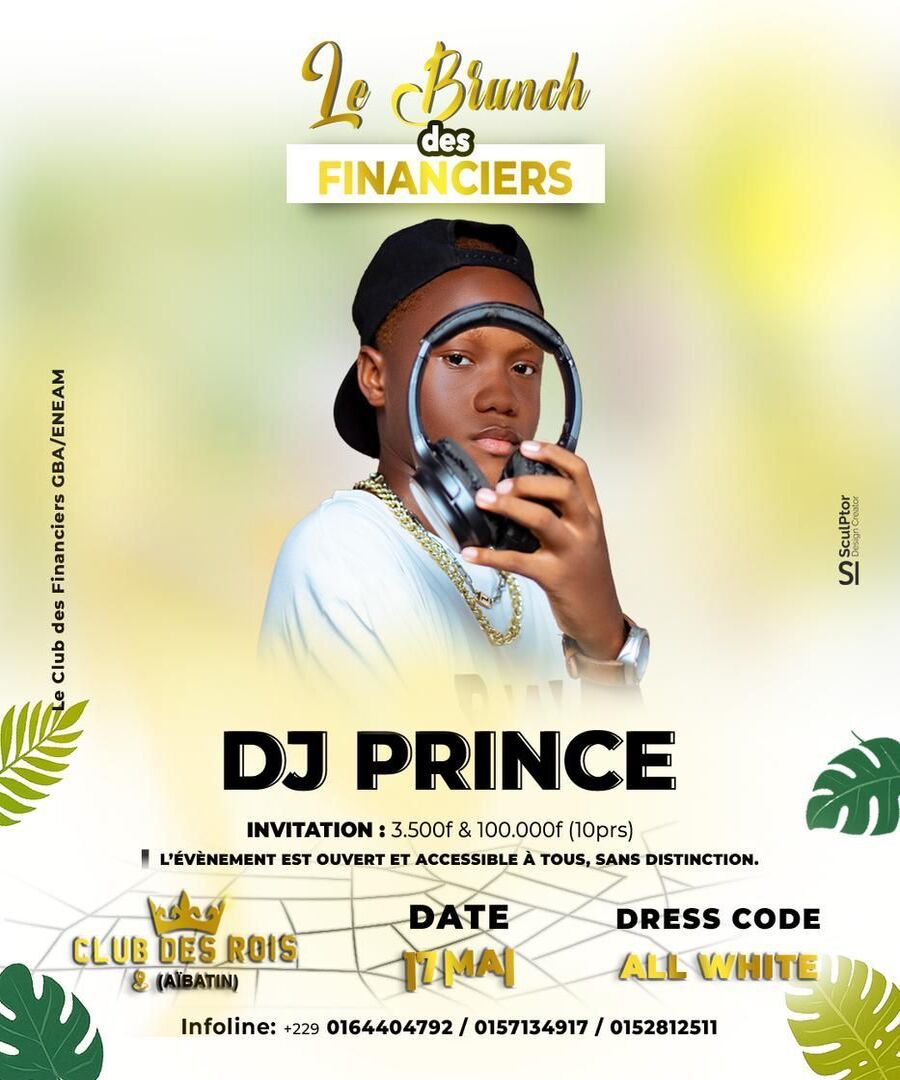 Le Brunch
des
FINANCIERS
Le Club des Financiers GBA/ENEAM
SI SculPtor
Design Creator
DJ PRINCE
INVITATION : 3.500f & 100.000f (10prs)
L'ÉVÈNEMENT EST OUVERT ET ACCESSIBLE À TOUS, SANS DISTINCTION.
CLUB DES ROIS
& (AÏBATIN)
DATE
17 MAI
DRESS CODE
ALL WHITE
Infoline: +229 0164404792 / 0157134917 / 0152812511